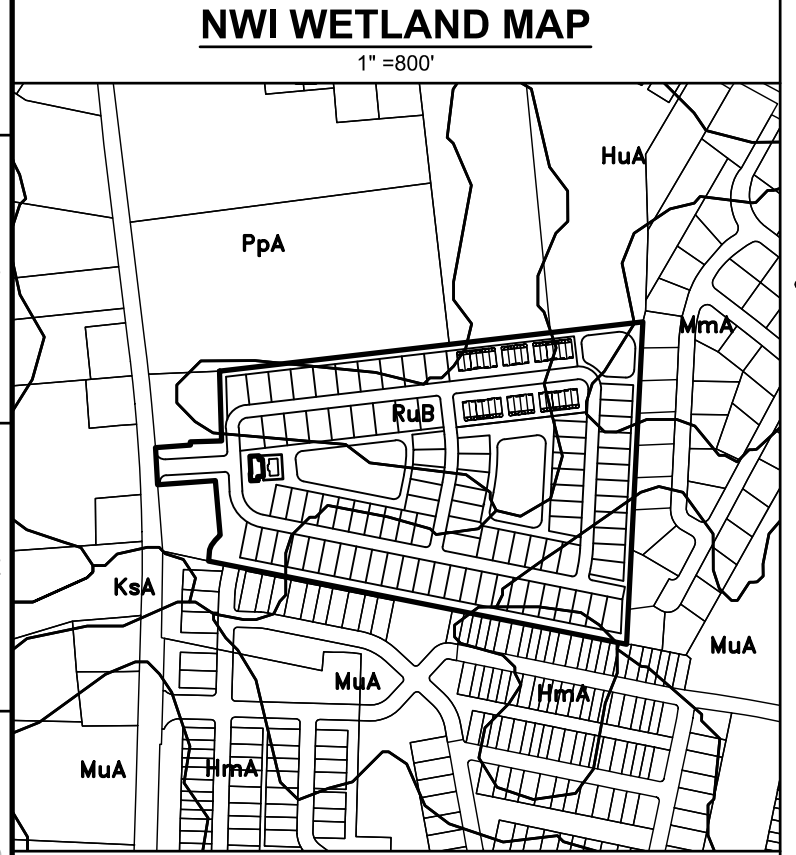 NWI WETLAND MAP
1" =800'
HuA
PpA
MmA
RuB
KsA
MuA
MuA
HmA
MuA
HmA